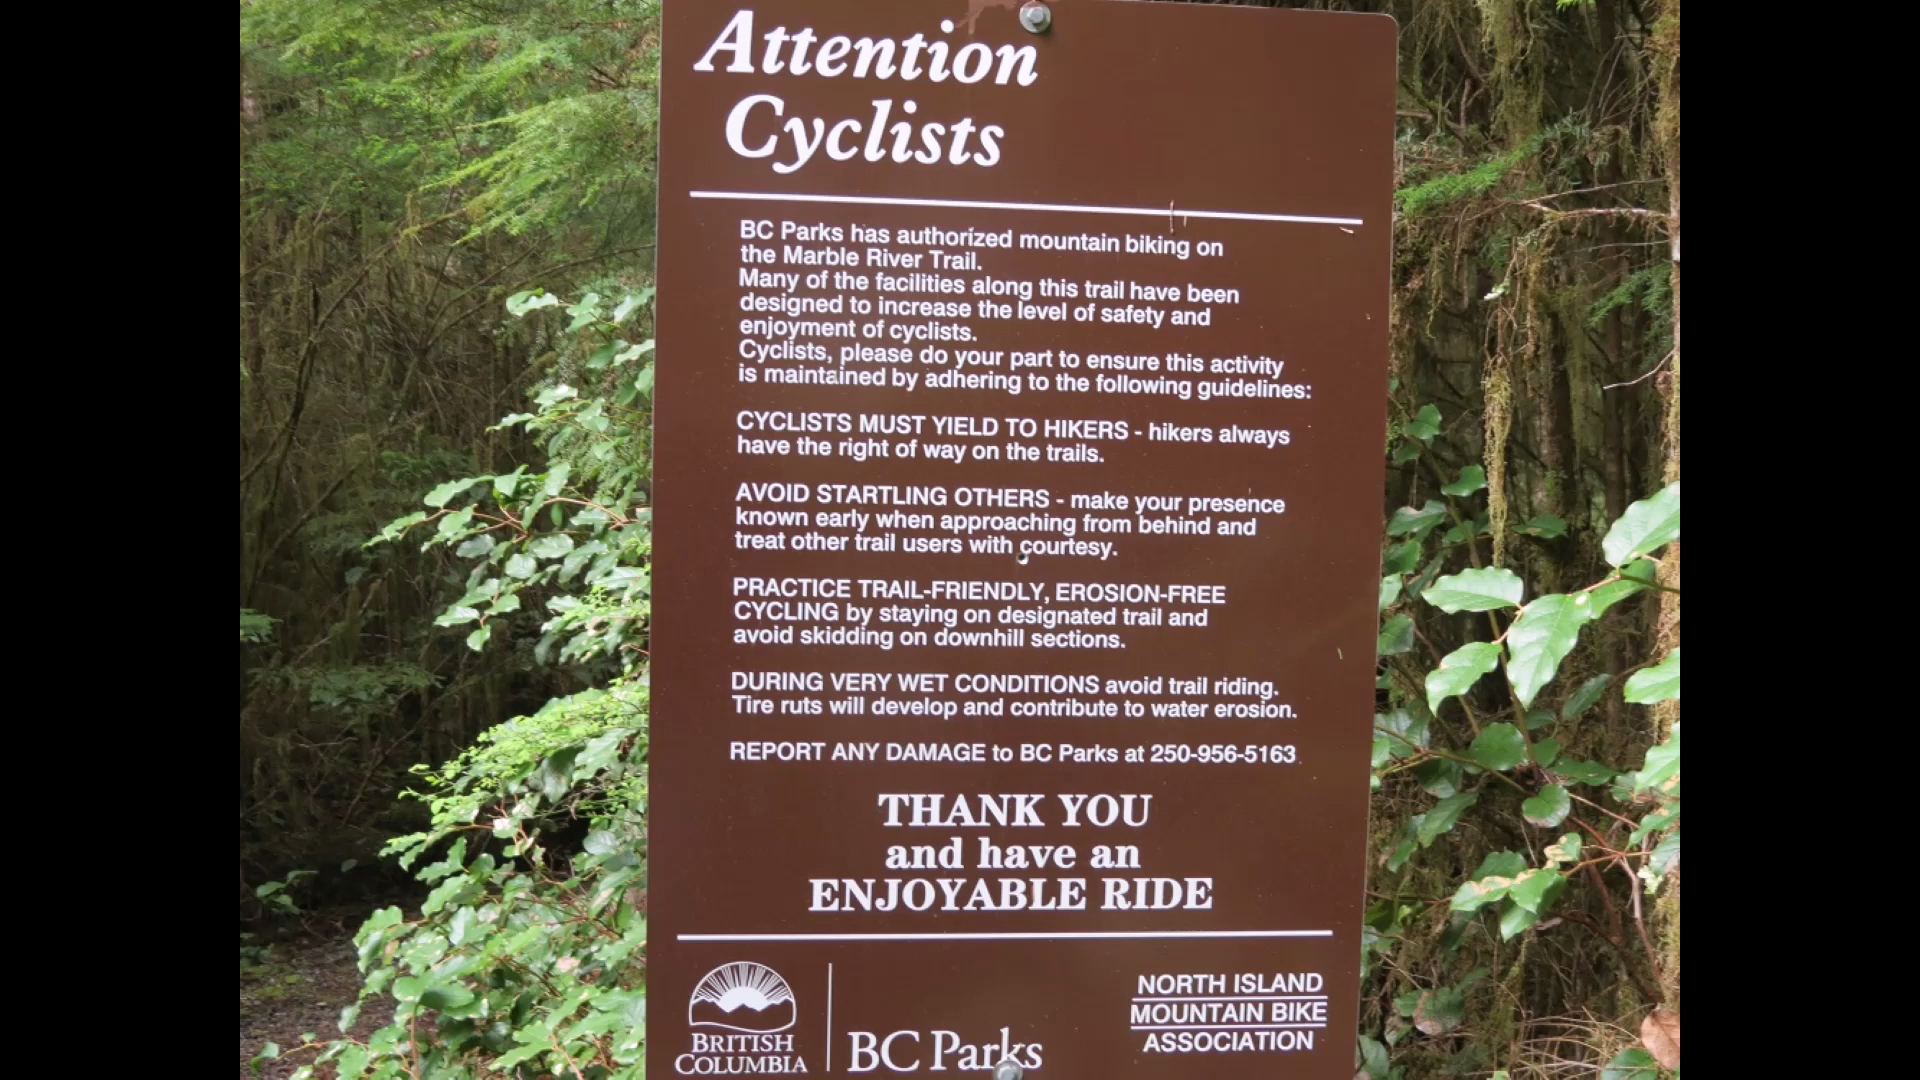 Attention
Cyclists
BC Parks has authorized mountain biking on
the Marble River Trail.
Many of the facilities along this trail have been
designed to increase the level of safety and
enjoyment of cyclists.
Cyclists, please do your part to ensure this activity
is maintained by adhering to the following guidelines:
CYCLISTS MUST YIELD TO HIKERS - hikers always
have the right of way on the trails.
AVOID STARTLING OTHERS - make your presence
known early when approaching from behind and
treat other trail users with courtesy.
PRACTICE TRAIL-FRIENDLY, EROSION-FREE
CYCLING by staying on designated trail and
avoid skidding on downhill sections.
DURING VERY WET CONDITIONS avoid trail riding.
Tire ruts will develop and contribute to water erosion.
REPORT ANY DAMAGE to BC Parks at 250-956-5163
THANK YOU
and have an
ENJOYABLE RIDE
BRITISH
COLUMBIA
BC Parks
NORTH ISLAND
MOUNTAIN BIKE
ASSOCIATION